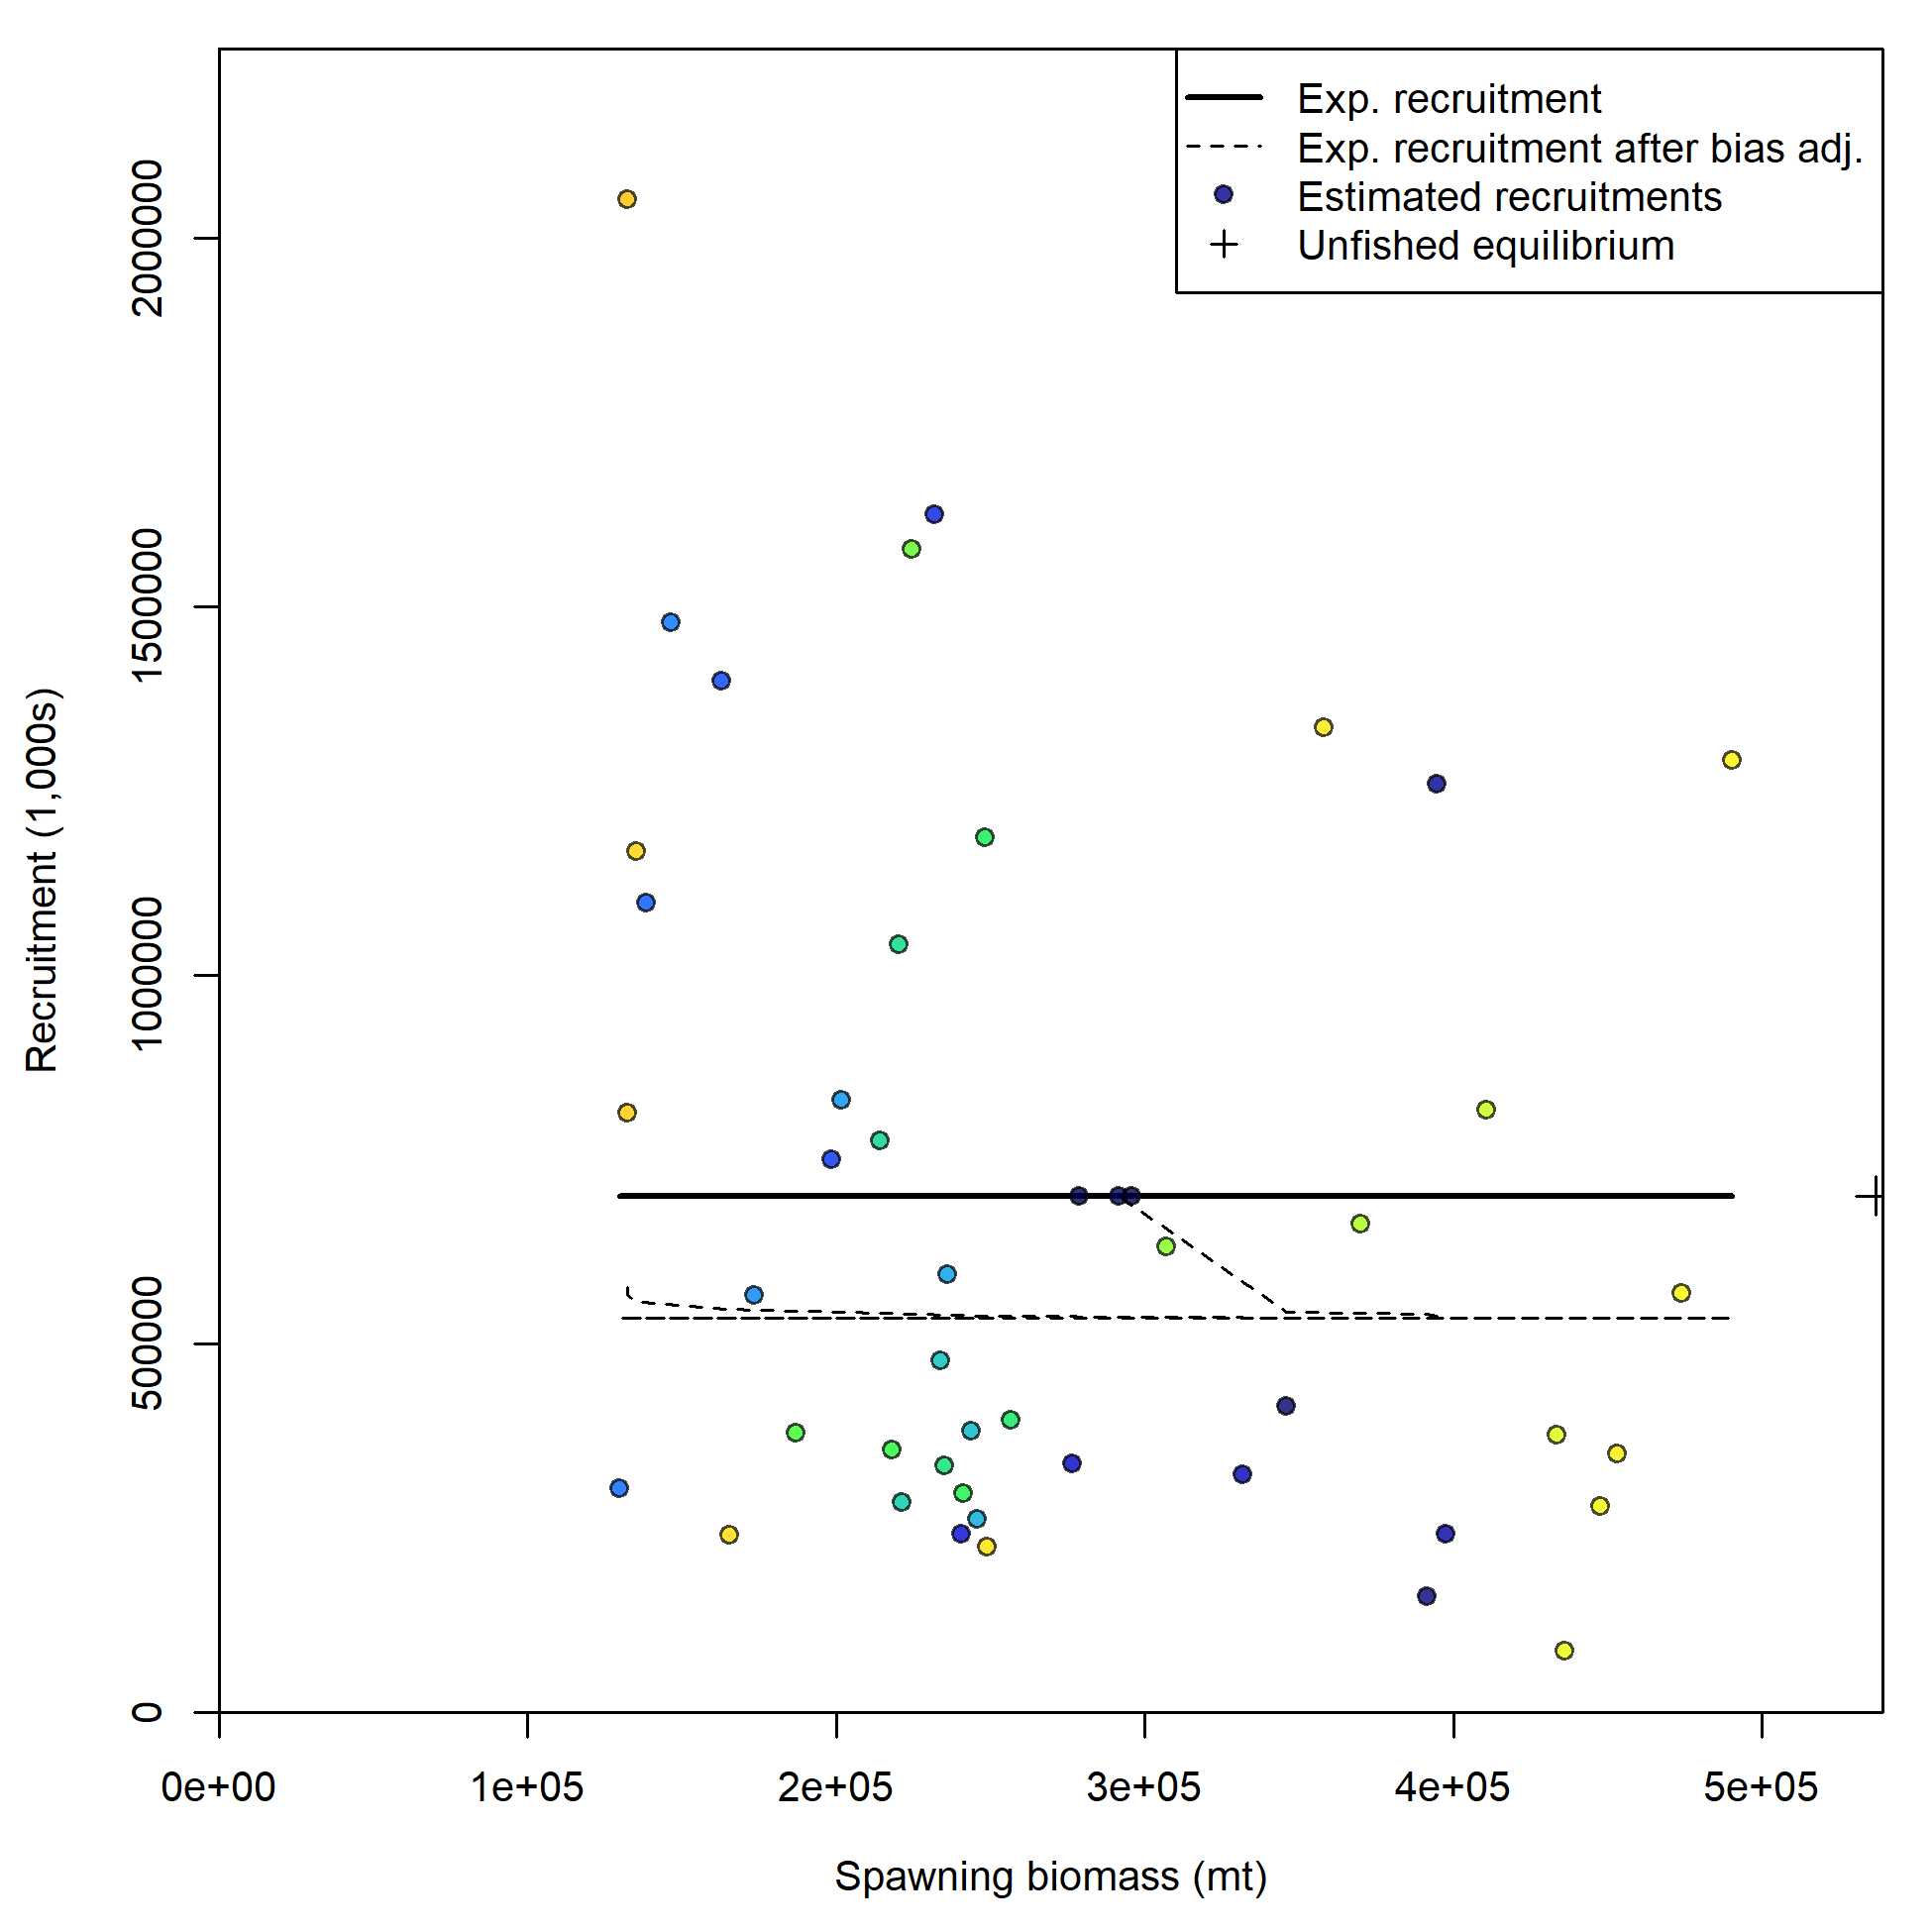 Exp. recruitment
Exp. recruitment after bias adj.
Estimated recruitments
Unfished equilibrium
Recruitment (1,000s)
2000000
1500000
1000000
500000
0
0e+00 1e+05 2e+05 3e+05 4e+05 5e+05
Spawning biomass (mt)